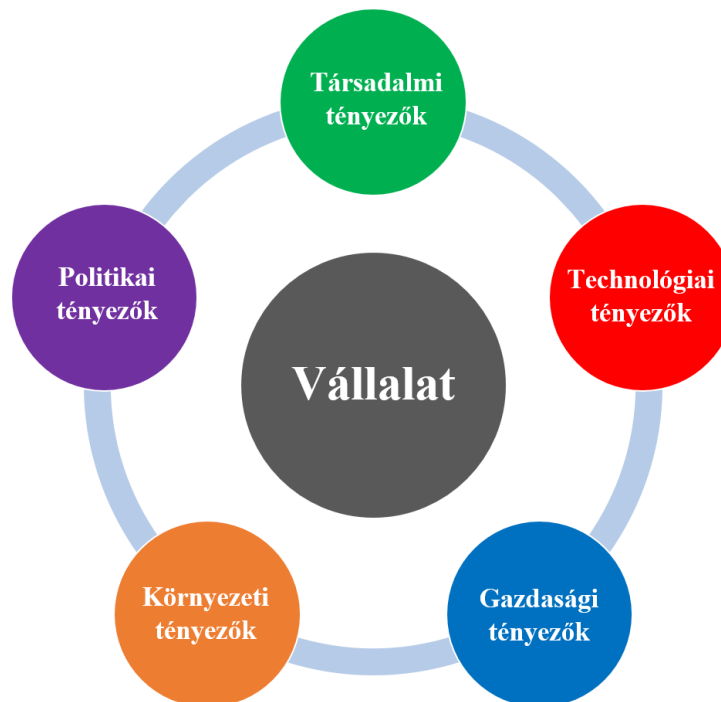 Társadalmi
tényezők
Politikai
tényezők
Technológiai
tényezők
Vállalat
Környezeti
tényezők
Gazdasági
tényezők